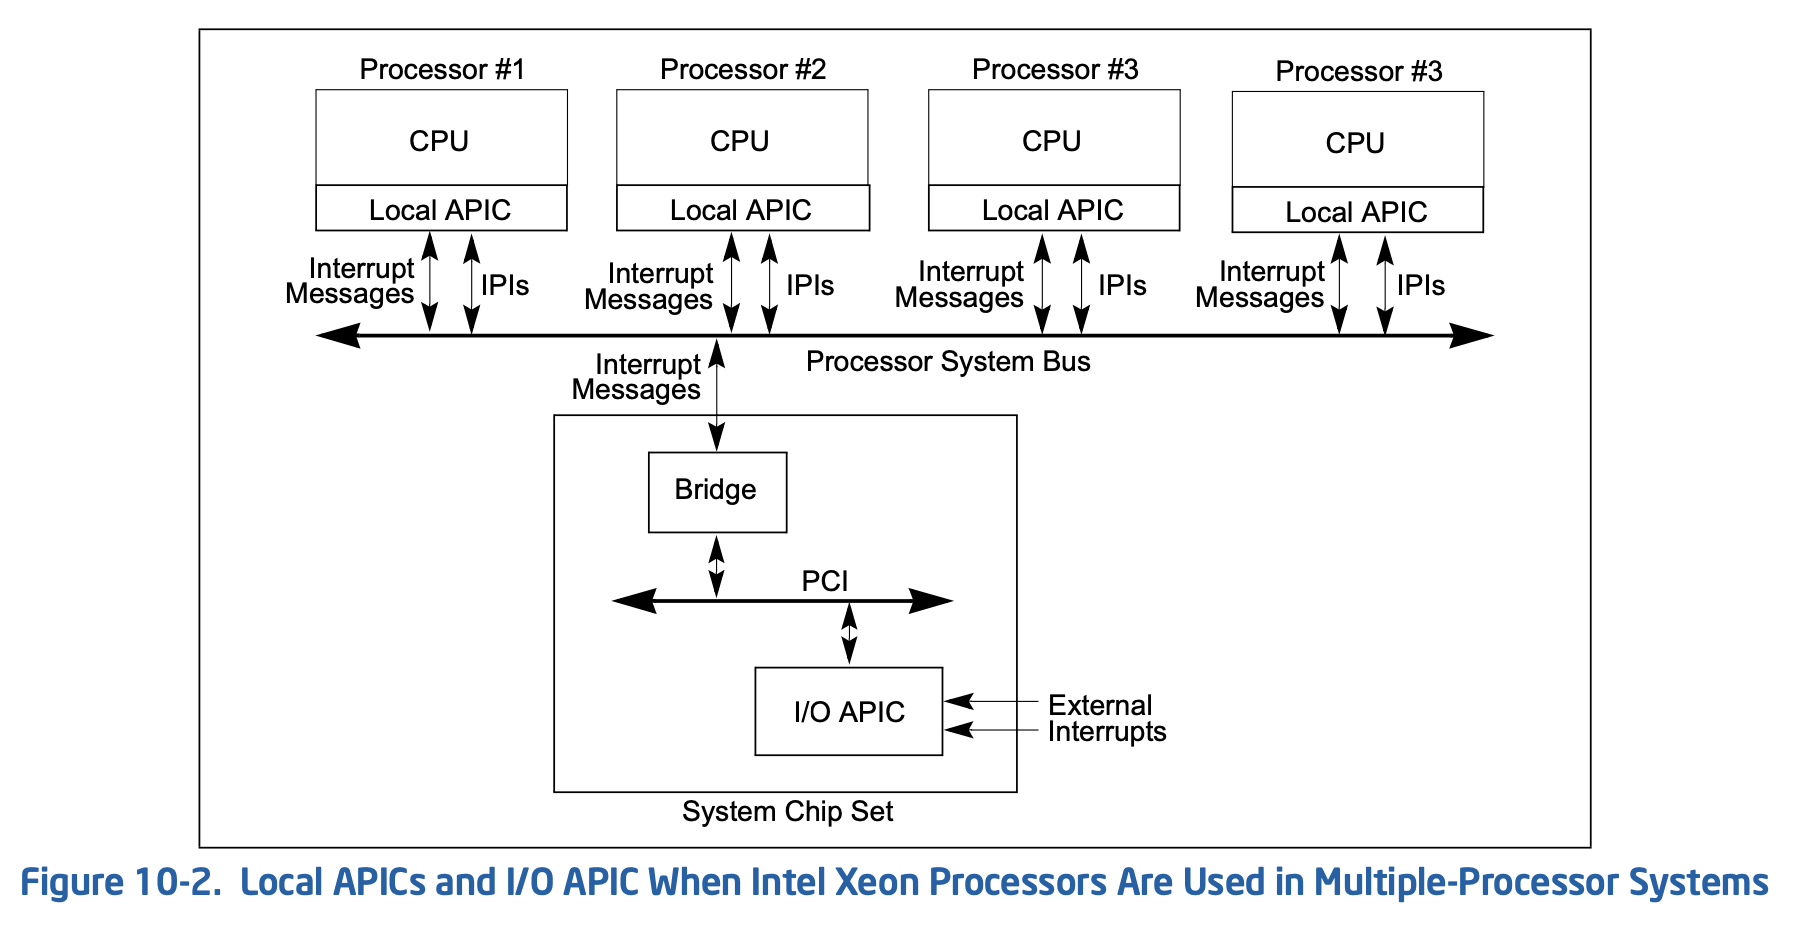 Processor #1
Processor #2
Processor #3
Processor #3
CPU
CPU
CPU
CPU
Local APIC
Local APIC
Local APIC
Local APIC
Interrupt
Messages
IPIs
Interrupt
Messages
IPIs
Interrupt
Messages
IPIs
Interrupt
Messages
IPIs
Processor System Bus
Interrupt
Messages
Bridge
PCI
I/O APIC
External
Interrupts
System Chip Set
Figure 10-2. Local APICs and I/O APIC When Intel Xeon Processors Are Used in Multiple-Processor Systems